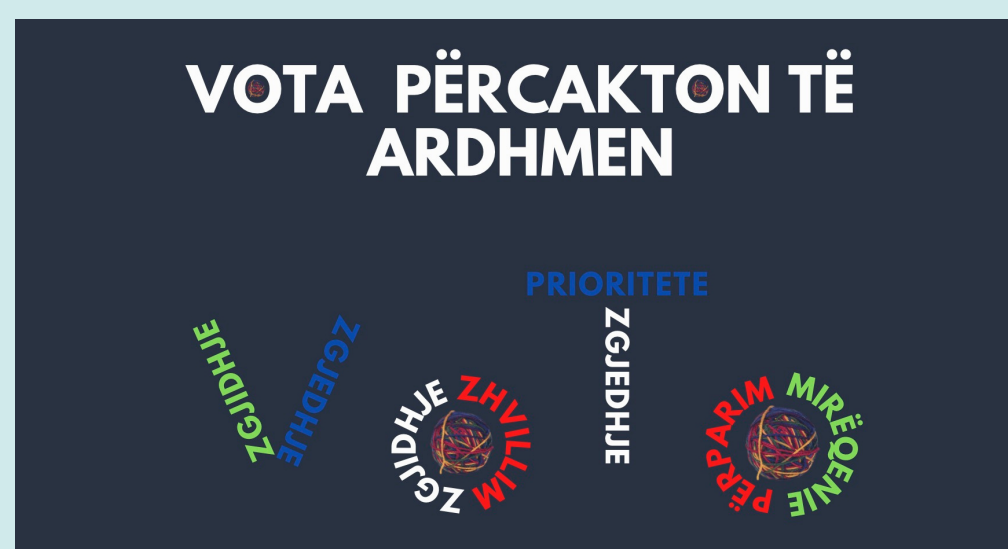 VOTA PËRCAKTON TË
ARDHMEN
ZGJIDHJE
ZGJEDHJE
ZGJIDHJE ZHVILLIM
PRIORITETE
ZGJEDHJE
PËRPARIM MIRËQENIE